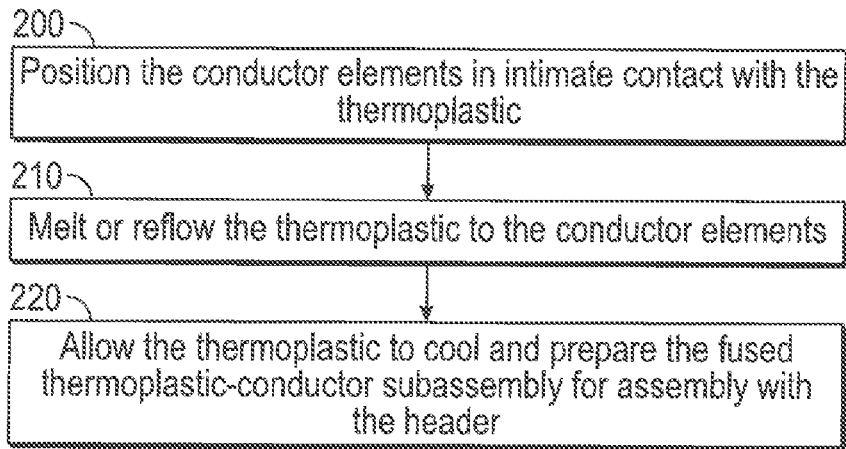 200
Position the conductor elements in intimate contact with the
thermoplastic
210
Melt or reflow the thermoplastic to the conductor elements
220
Allow the thermoplastic to cool and prepare the fused
thermoplastic-conductor subassembly for assembly with
the header